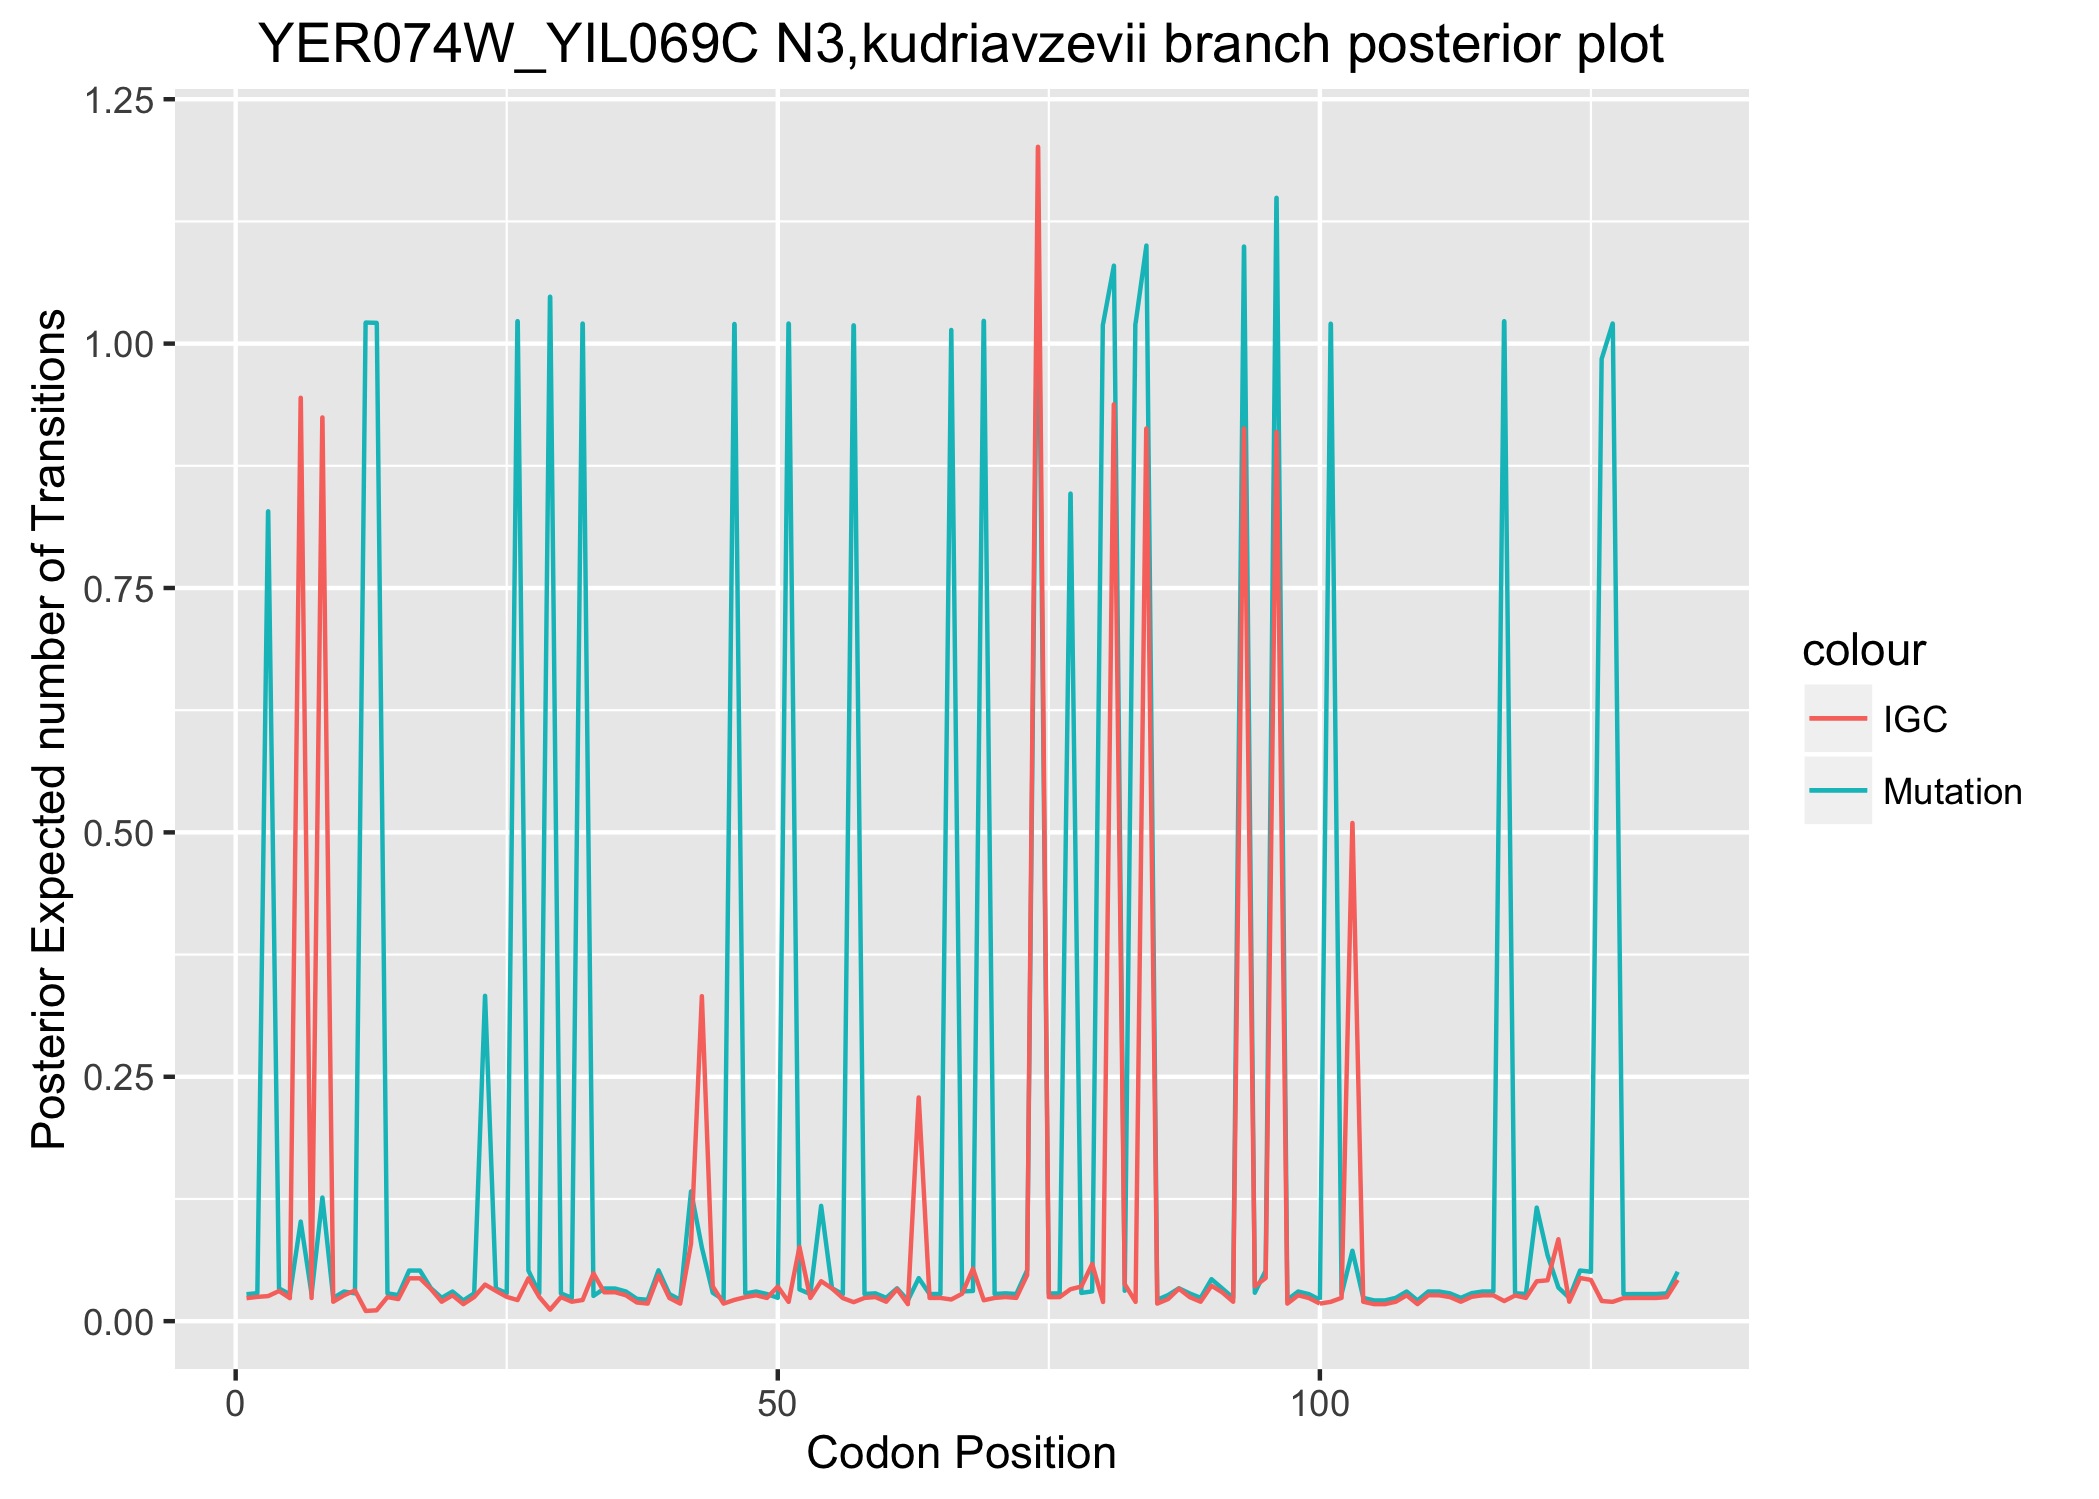 YER074W_YIL069C N3,kudriavzevii branch posterior plot
1.25
1.00
0.75
0.50
0.25
0.00
Posterior Expected number of Transitions
0
50
100
Codon Position
colour
IGC
Mutation